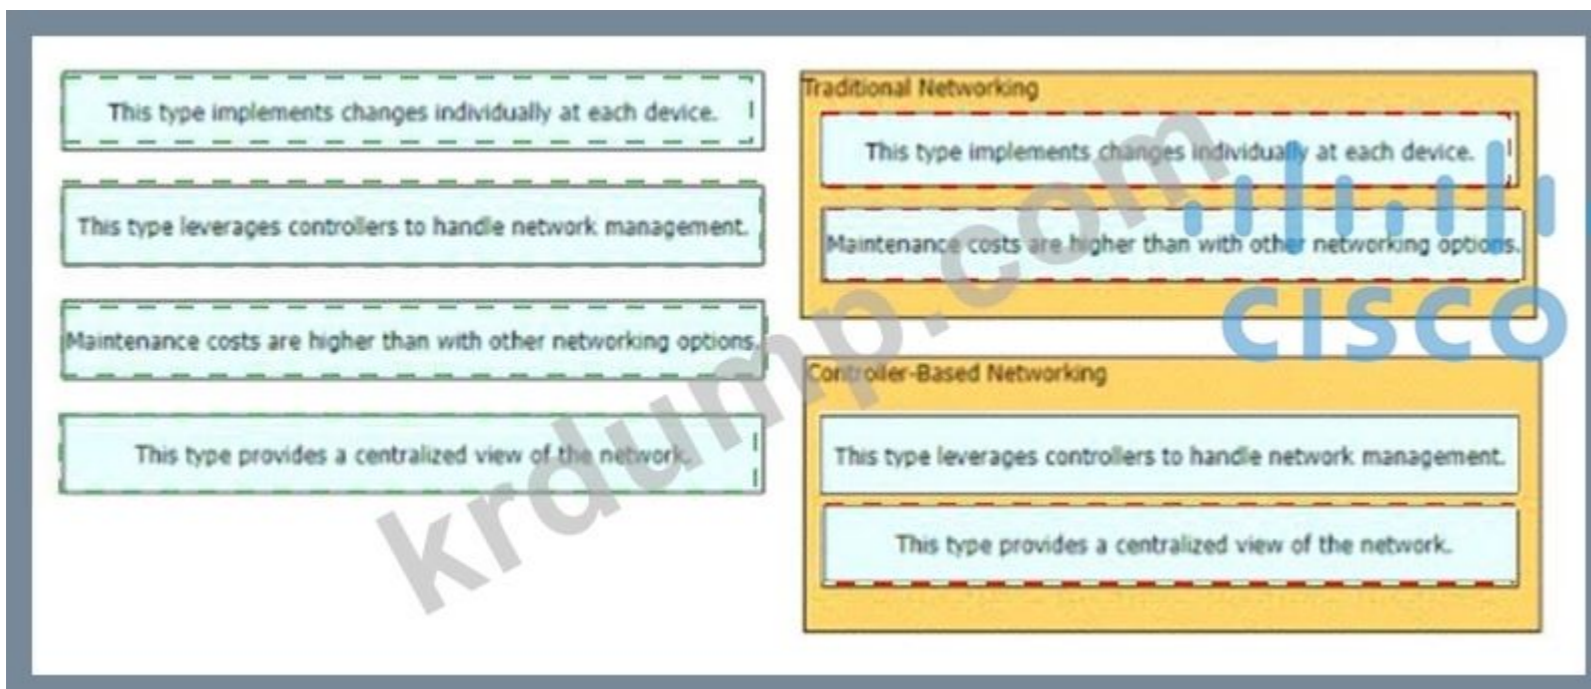 This type implements changes individually at each device.
This type leverages controllers to handle network management.
Maintenance costs are higher than with other networking options.
This type provides a centralized view of the network.
Traditional Networking
This type implements changes individually at each device.
Maintenance costs are higher than with other networking options.
Controller-Based Networking
This type leverages controllers to handle network management.
This type provides a centralized view of the network.
krdump.com
CISCO